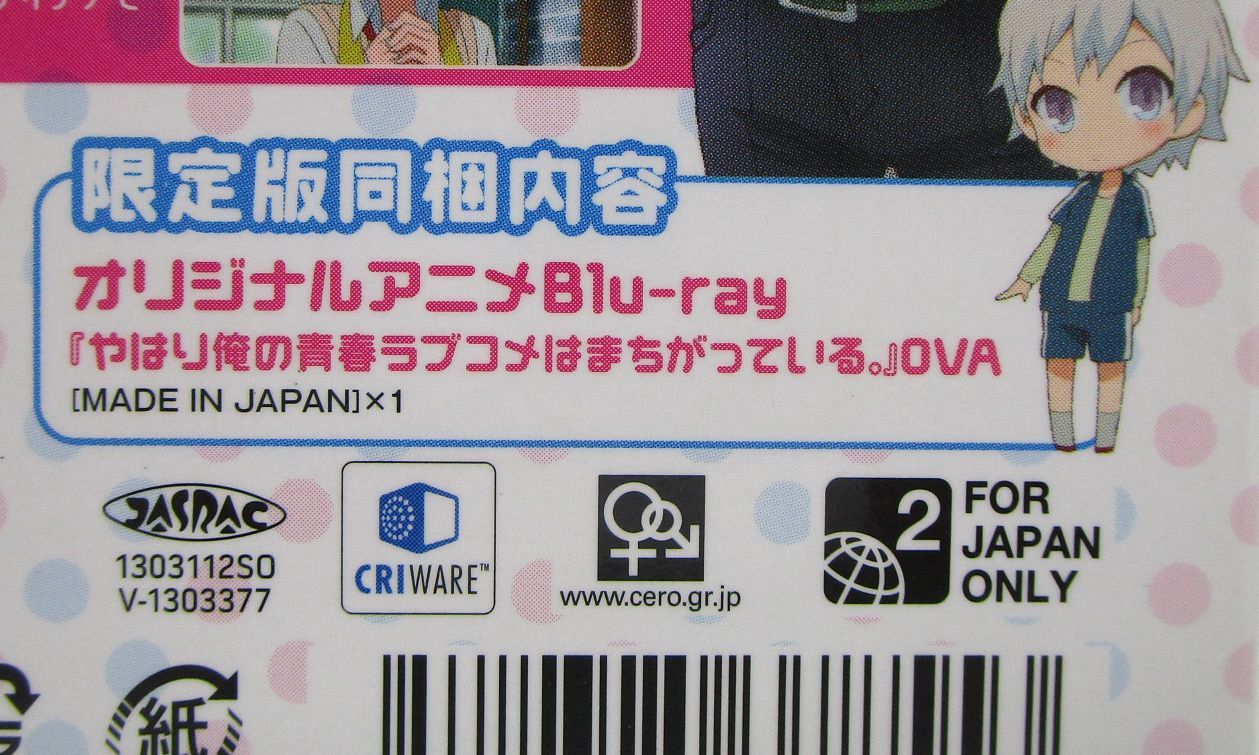 限定版同梱内容
オリジナルアニメBlu-ray
『やはり俺の青春ラブコメはまちがっている。』OVA
[MADE IN JAPAN]×1
JASRAC
1303112SO
V-1303377
CRIWARE™
www.cero.gr.jp
2
FOR
JAPAN
ONLY
紙